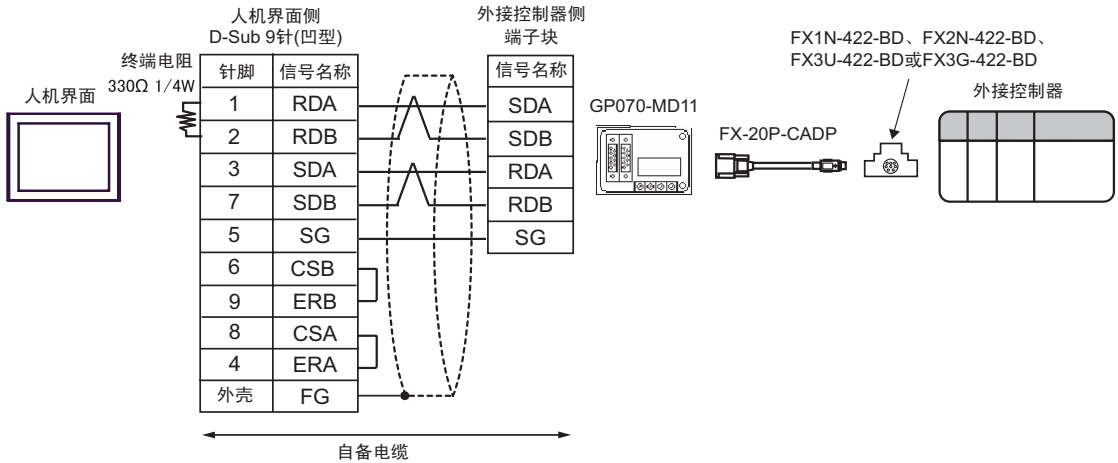 人机界面侧
D-Sub 9针(凹型)
外接控制器侧
端子块
终端电阻
330Ω 1/4W
人机界面
针脚 信号名称
1 RDA
2 RDB
3 SDA
7 SDB
5 SG
6 CSB
9 ERB
8 CSA
4 ERA
外壳 FG
信号名称
SDA
SDB
RDA
RDB
SG
GP070-MD11
FX-20P-CADP
FX1N-422-BD、FX2N-422-BD、
FX3U-422-BD或FX3G-422-BD
外接控制器
自备电缆